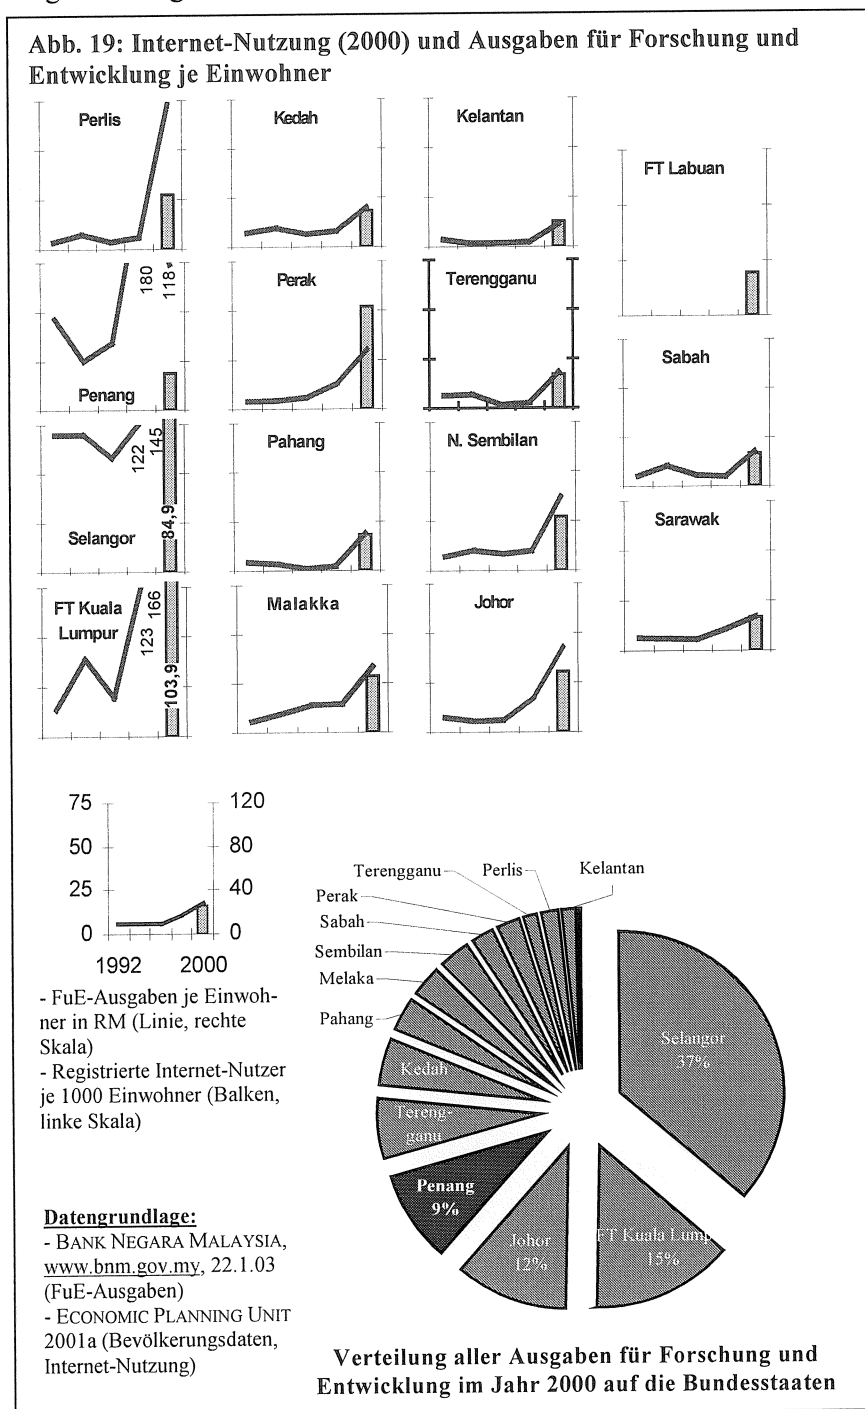 Abb. 19: Internet-Nutzung (2000) und Ausgaben für Forschung und
Entwicklung je Einwohner
Perlis
Kedah
Kelantan
FT Labuan
Penang
180
118
Perak
Terengganu
Sabah
Selangor
122
145
84,9
Pahang
N. Sembilan
Sarawak
FT Kuala
Lumpur
123
166
103,9
Malakka
Johor
75
50
25
0
120
80
40
0
1992 2000
- FuE-Ausgaben je Einwoh-
ner in RM (Linie, rechte
Skala)
- Registrierte Internet-Nutzer
je 1000 Einwohner (Balken,
linke Skala)
Datengrundlage:
- BANK NEGARA MALAYSIA,
www.bnm.gov.my, 22.1.03
(FuE-Ausgaben)
- ECONOMIC PLANNING UNIT
2001a (Bevölkerungsdaten,
Internet-Nutzung)
Terengganu
Perlis
Kelantan
Perak
Sabah
Sembilan
Melaka
Pahang
Kedah
Tereng-
ganu
Penang
9%
Johor
12%
FT Kuala Lump
15%
Selangor
37%
Verteilung aller Ausgaben für Forschung und
Entwicklung im Jahr 2000 auf die Bundesstaaten